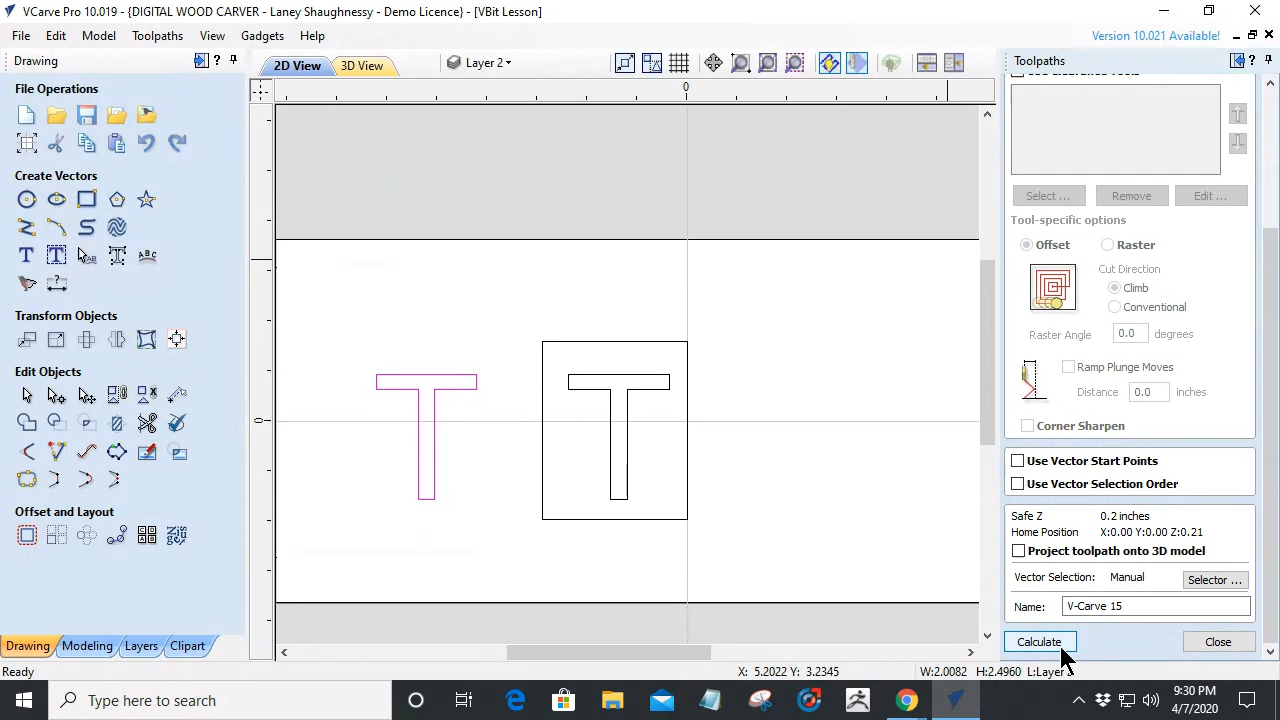 VCarve Pro 10.019 - {DIGITAL WOOD CARVER - Laney Shaughnessy - Demo Licence} - [VBit Lesson]
File Edit Model Toolpaths View Gadgets Help
Version 10.021 Available!
Drawing
File Operations
Create Vectors
Transform Objects
Edit Objects
Offset and Layout
Drawing Modeling Layers Clipart
Ready
2D View 3D View
Layer 2
0
0
T T
Toolpaths
Select ... Remove Edit ...
Tool-specific options
Offset Raster
Cut Direction
Climb
Conventional
Raster Angle 0.0 degrees
Ramp Plunge Moves
Distance 0.0 inches
Corner Sharpen
Use Vector Start Points
Use Vector Selection Order
Safe Z 0.2 inches
Home Position X:0.00 Y:0.00 Z:0.21
Project toolpath onto 3D model
Vector Selection: Manual Selector ...
Name: V-Carve 15
Calculate Close
X: 5.2022 Y: 3.2345 W:2.0082 H:2.4960
Type here to search
9:30 PM
4/7/2020